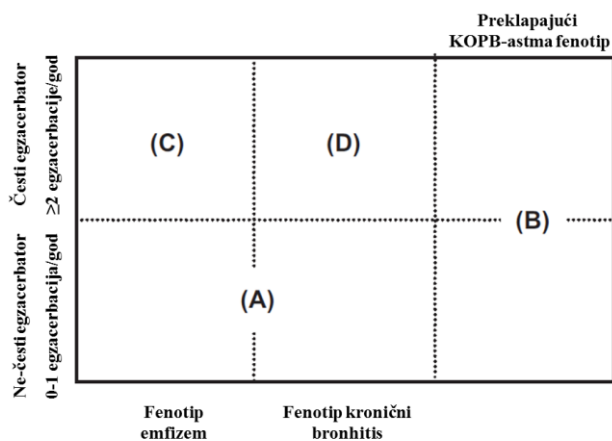 Preklapajući
KOPB-astma fenotip
Česti egzacerbator
≥2 egzacerbacije/god
(C)
(D)
(B)
Ne-česti egzacerbator
0-1 egzacerbacija/god
(A)
Fenotip
emfizem
Fenotip kronični
bronhitis